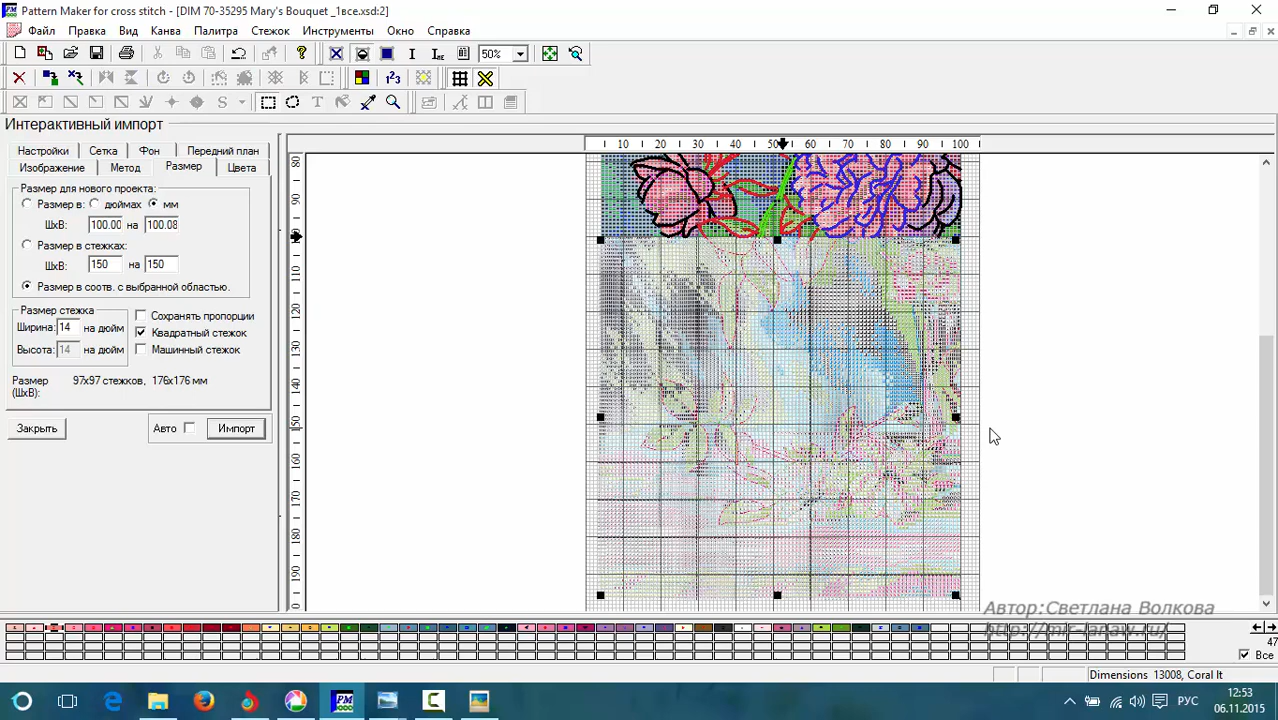 Pattern Maker for cross stitch - [DIM 70-35295 Mary's Bouquet _1все.xsd:2]
Файл Правка Вид Канва Палитра Стежок Инструменты Окно Справка
50%
Интерактивный импорт
Настройки Сетка Фон Передний план
Изображение Метод Размер Цвета
Размер для нового проекта:
Размер в: дюймах мм
ШхВ: 100.00 на 100.08
Размер в стежках:
ШхВ: 150 на 150
Размер в соотв. с выбранной областью.
Размер стежка
Ширина: 14 на дюйм
Высота: 14 на дюйм
Сохранять пропорции
Квадратный стежок
Машинный стежок
Размер (ШхВ): 97x97 стежков, 176x176 мм
Закрыть Авто Импорт
10 20 30 40 50 60 70 80 90 100
80
90
110
120
130
140
150
160
170
190
Автор:Светлана Волкова
http://mir-lanaw.ru/
47
Все
Dimensions 13008, Coral lt
РУС
12:53
06.11.2015